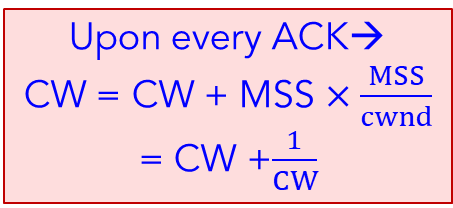 Upon every ACK→
CW = CW + MSS × MSS/cwnd
= CW + 1/CW